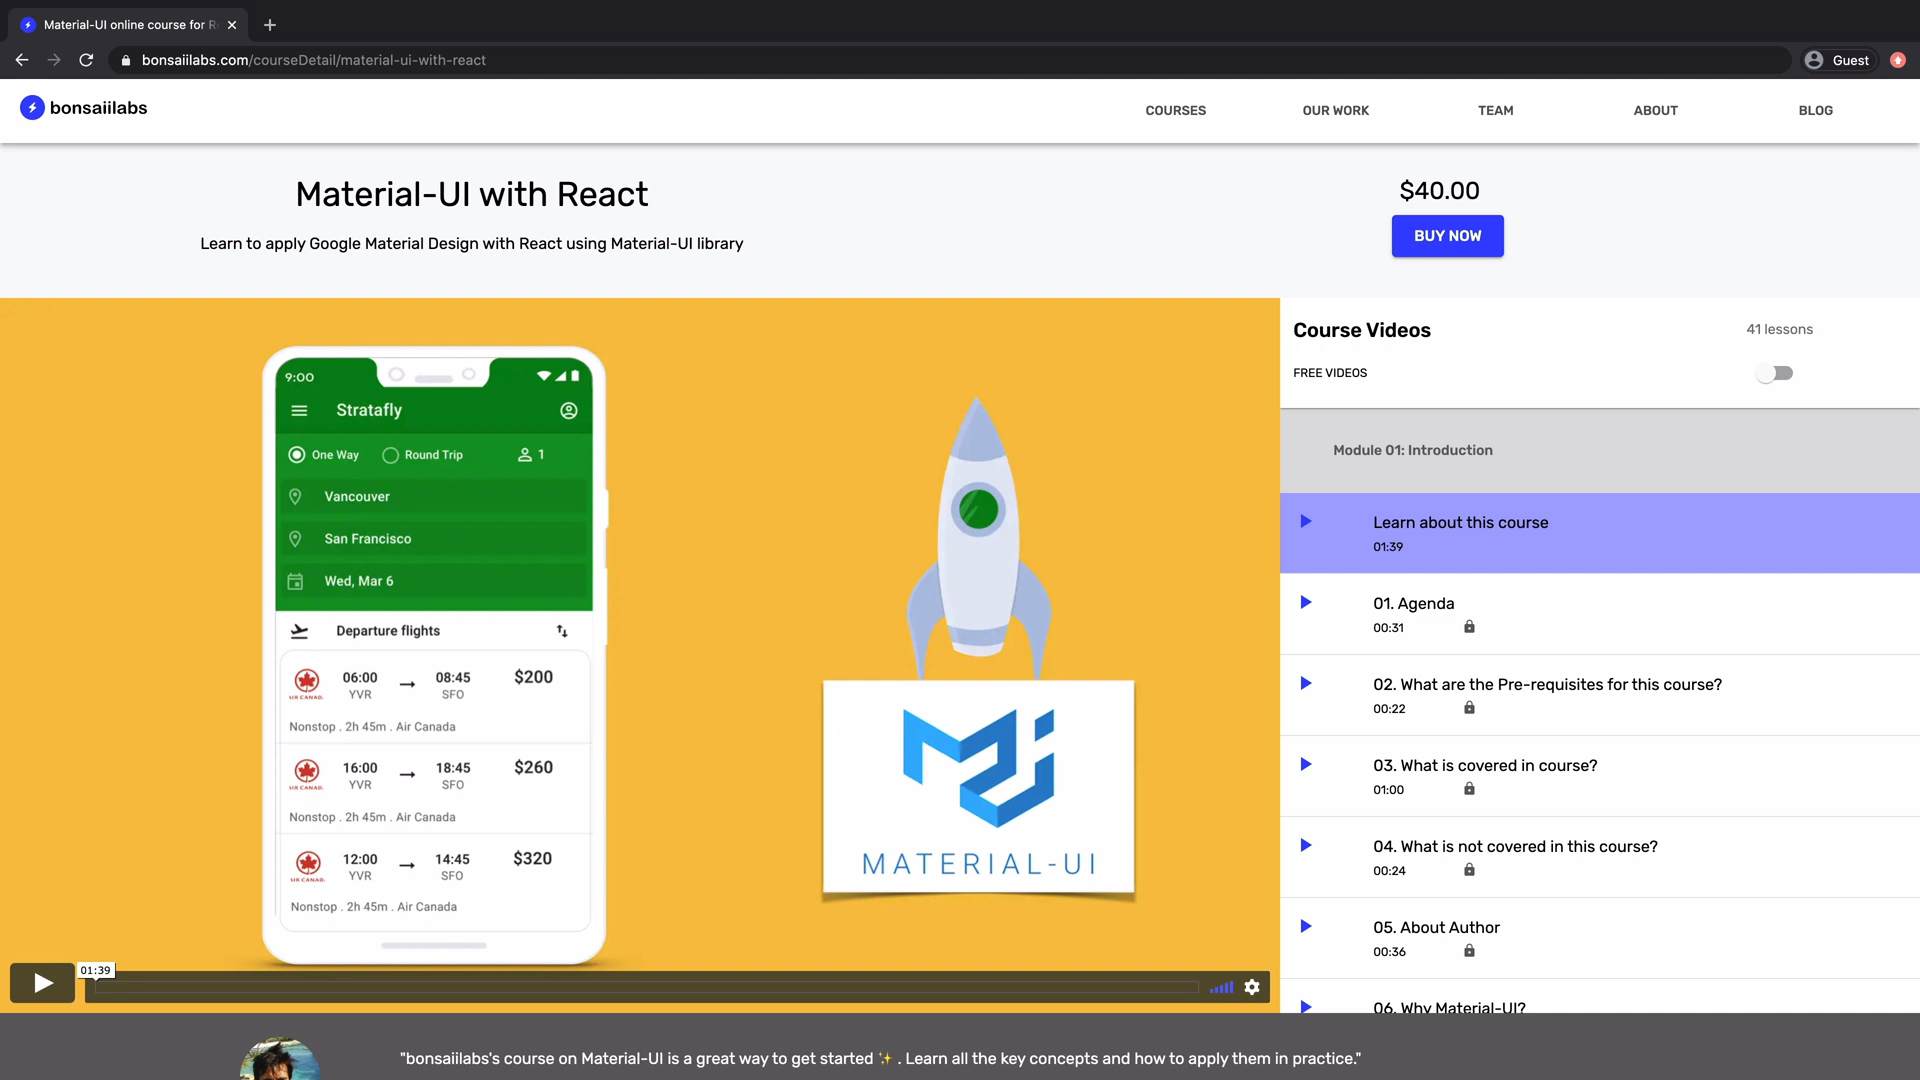 Material-UI online course for R
bonsaiilabs.com/courseDetail/material-ui-with-react
Guest
bonsaiilabs
COURSES
OUR WORK
TEAM
ABOUT
BLOG
Material-UI with React
Learn to apply Google Material Design with React using Material-UI library
$40.00
BUY NOW
9:00
Stratafly
One Way
Round Trip
1
Vancouver
San Francisco
Wed, Mar 6
Departure flights
06:00
08:45
$200
YVR
SFO
Nonstop . 2h 45m . Air Canada
16:00
18:45
$260
YVR
SFO
Nonstop . 2h 45m . Air Canada
12:00
14:45
$320
YVR
SFO
Nonstop . 2h 45m . Air Canada
MATERIAL-UI
01:39
Course Videos
41 lessons
FREE VIDEOS
Module 01: Introduction
Learn about this course
01:39
01. Agenda
00:31
02. What are the Pre-requisites for this course?
00:22
03. What is covered in course?
01:00
04. What is not covered in this course?
00:24
05. About Author
00:36
06. Why Material-UI?
"bonsaiilabs's course on Material-UI is a great way to get started ✨ . Learn all the key concepts and how to apply them in practice."